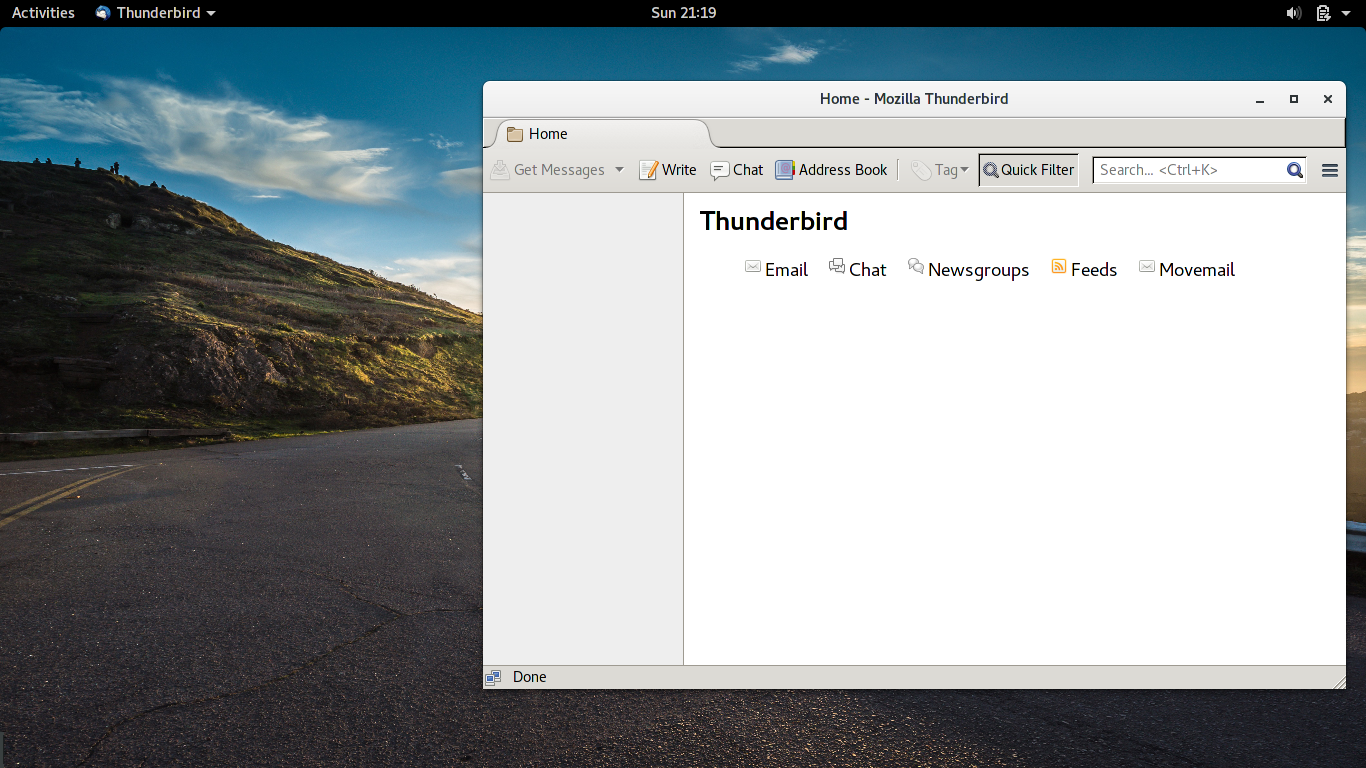 Activities Thunderbird Sun 21:19
Home - Mozilla Thunderbird
Home
Get Messages Write Chat Address Book Tag Quick Filter Search... <Ctrl+K>
Thunderbird
Email Chat Newsgroups Feeds Movemail
Done